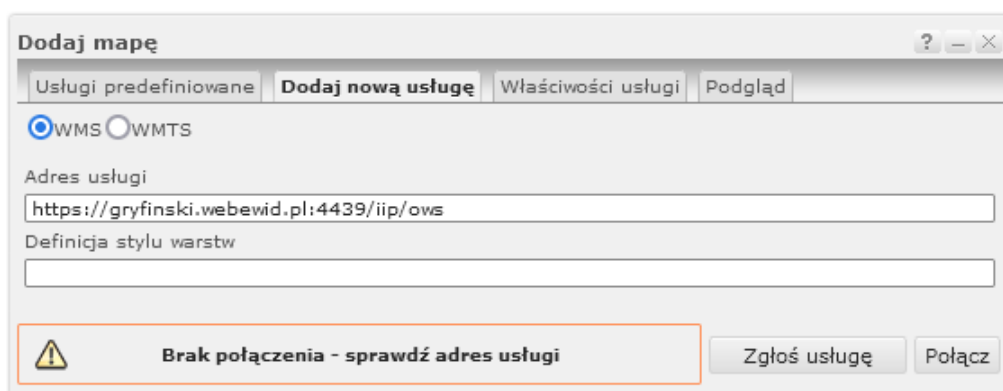 Dodaj mapę
Usługi predefiniowane Dodaj nową usługę Właściwości usługi Podgląd
WMS WMTS
Adres usługi
https://gryfinski.webewid.pl:4439/iip/ows
Definicja stylu warstw
Brak połączenia - sprawdź adres usługi Zgłoś usługę Połącz